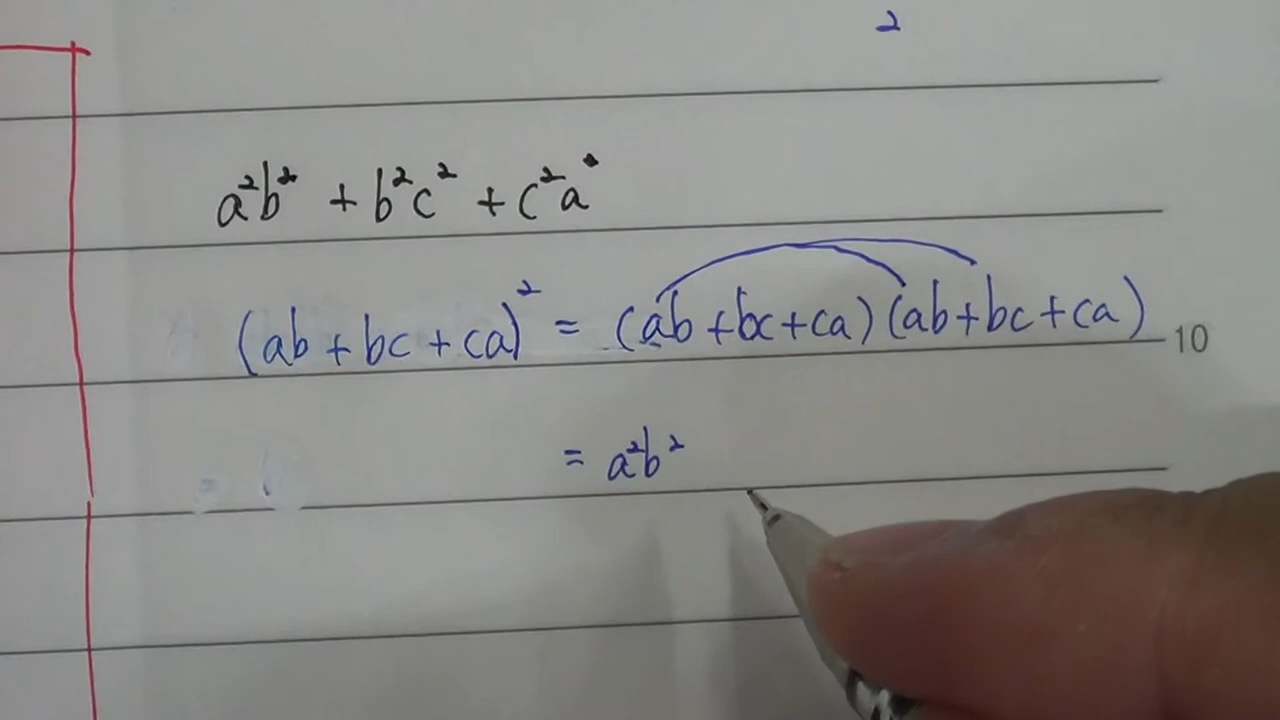 2
a²b² + b²c² + c²a²
(ab + bc + ca)² = (ab + bc + ca)(ab + bc + ca)
10
= a²b²